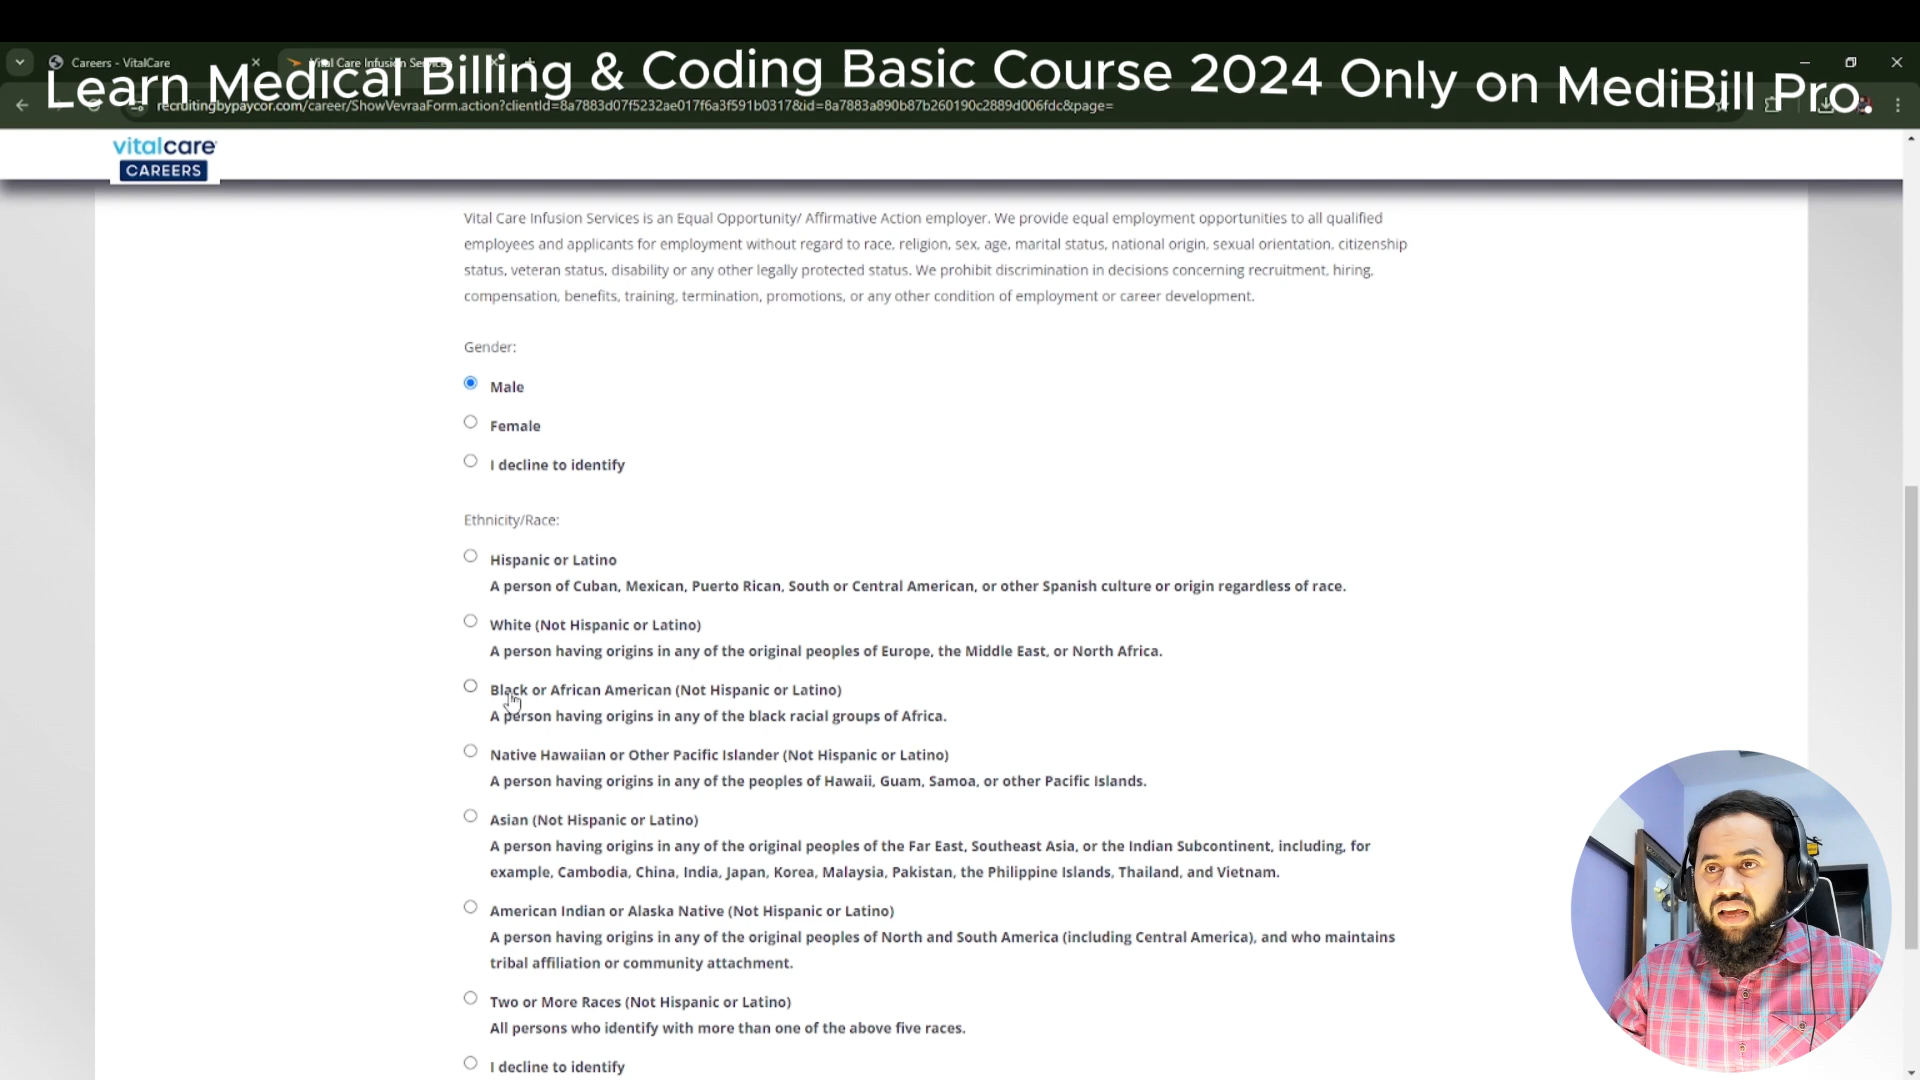 Careers - VitalCare
Vital Care Infusion Se
Learn Medical Billing & Coding Basic Course 2024 Only on MediBill Pro.
recruitingbypaycor.com/career/ShowVevraaForm.action?clientId=8a7883d07f5232ae017f6a3f591b0317&id=8a7883a890b87b260190c2889d006fdc&page=
vitalcare
CAREERS
Vital Care Infusion Services is an Equal Opportunity/ Affirmative Action employer. We provide equal employment opportunities to all qualified
employees and applicants for employment without regard to race, religion, sex, age, marital status, national origin, sexual orientation, citizenship
status, veteran status, disability or any other legally protected status. We prohibit discrimination in decisions concerning recruitment, hiring,
compensation, benefits, training, termination, promotions, or any other condition of employment or career development.
Gender:
Male
Female
I decline to identify
Ethnicity/Race:
Hispanic or Latino
A person of Cuban, Mexican, Puerto Rican, South or Central American, or other Spanish culture or origin regardless of race.
White (Not Hispanic or Latino)
A person having origins in any of the original peoples of Europe, the Middle East, or North Africa.
Black or African American (Not Hispanic or Latino)
A person having origins in any of the black racial groups of Africa.
Native Hawaiian or Other Pacific Islander (Not Hispanic or Latino)
A person having origins in any of the peoples of Hawaii, Guam, Samoa, or other Pacific Islands.
Asian (Not Hispanic or Latino)
A person having origins in any of the original peoples of the Far East, Southeast Asia, or the Indian Subcontinent, including, for
example, Cambodia, China, India, Japan, Korea, Malaysia, Pakistan, the Philippine Islands, Thailand, and Vietnam.
American Indian or Alaska Native (Not Hispanic or Latino)
A person having origins in any of the original peoples of North and South America (including Central America), and who maintains
tribal affiliation or community attachment.
Two or More Races (Not Hispanic or Latino)
All persons who identify with more than one of the above five races.
I decline to identify